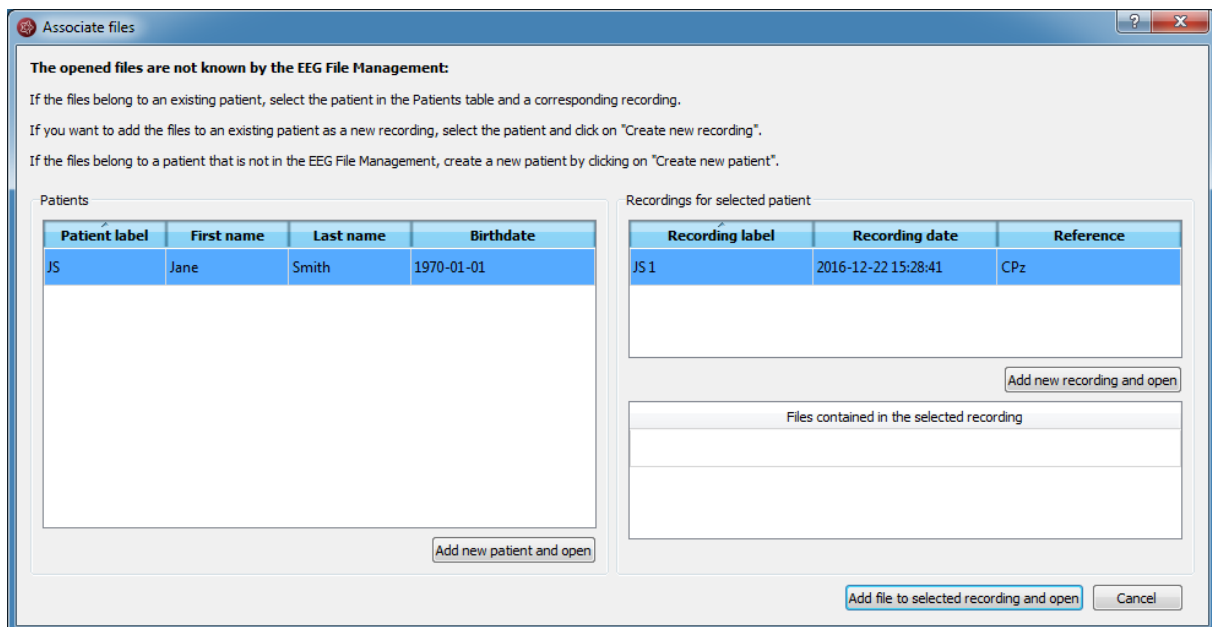 Associate files
The opened files are not known by the EEG File Management:
If the files belong to an existing patient, select the patient in the Patients table and a corresponding recording.
If you want to add the files to an existing patient as a new recording, select the patient and click on "Create new recording".
If the files belong to a patient that is not in the EEG File Management, create a new patient by clicking on "Create new patient".
Patients
Patient label First name Last name Birthdate
JS Jane Smith 1970-01-01
Add new patient and open
Recordings for selected patient
Recording label Recording date Reference
JS 1 2016-12-22 15:28:41 CPz
Add new recording and open
Files contained in the selected recording
Add file to selected recording and open Cancel